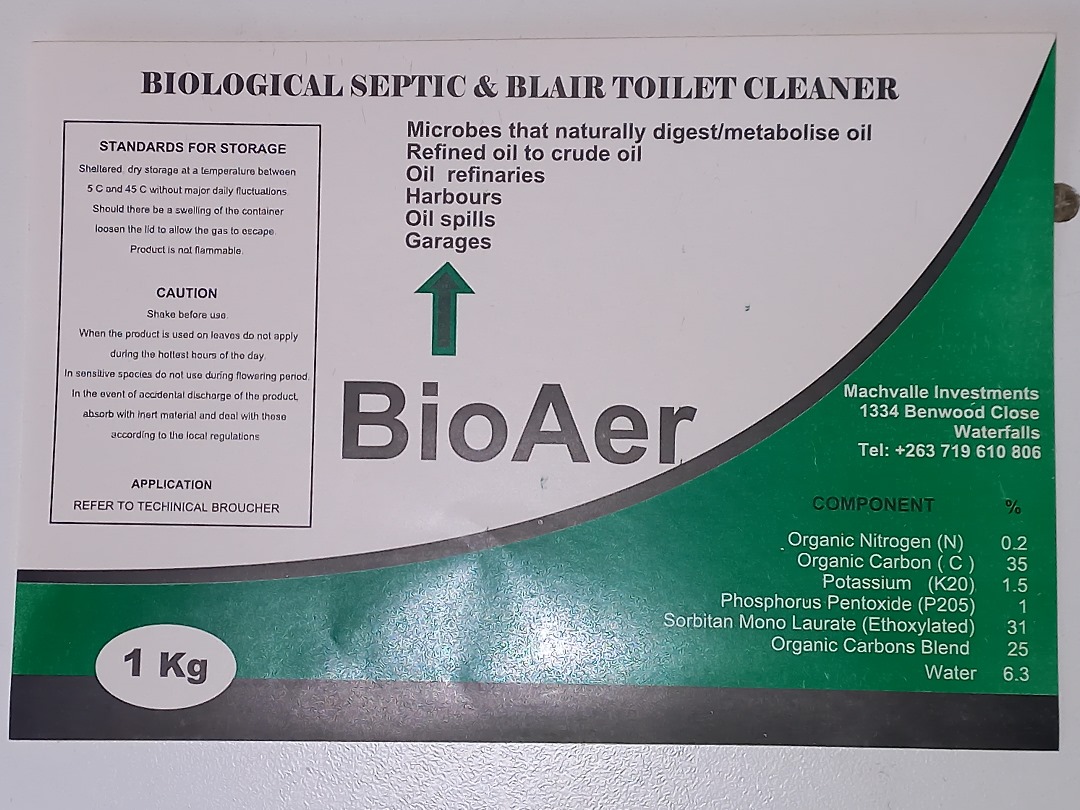 BIOLOGICAL SEPTIC & BLAIR TOILET CLEANER
STANDARDS FOR STORAGE
Sheltered, dry storage at a temperature between
5 C and 45 C without major daily fluctuations.
Should there be a swelling of the container
loosen the lid to allow the gas to escape.
Product is not flammable.
CAUTION
Shake before use.
When the product is used on leaves do not apply
during the hottest hours of the day.
In sensitive species do not use during flowering period.
In the event of accidental discharge of the product,
absorb with inert material and deal with these
according to the local regulations
APPLICATION
REFER TO TECHINICAL BROUCHER
Microbes that naturally digest/metabolise oil
Refined oil to crude oil
Oil refinaries
Harbours
Oil spills
Garages
BioAer
Machvalle Investments
1334 Benwood Close
Waterfalls
Tel: +263 719 610 806
COMPONENT %
Organic Nitrogen (N) 0.2
Organic Carbon ( C ) 35
Potassium (K20) 1.5
Phosphorus Pentoxide (P205) 1
Sorbitan Mono Laurate (Ethoxylated) 31
Organic Carbons Blend 25
Water 6.3
1 Kg